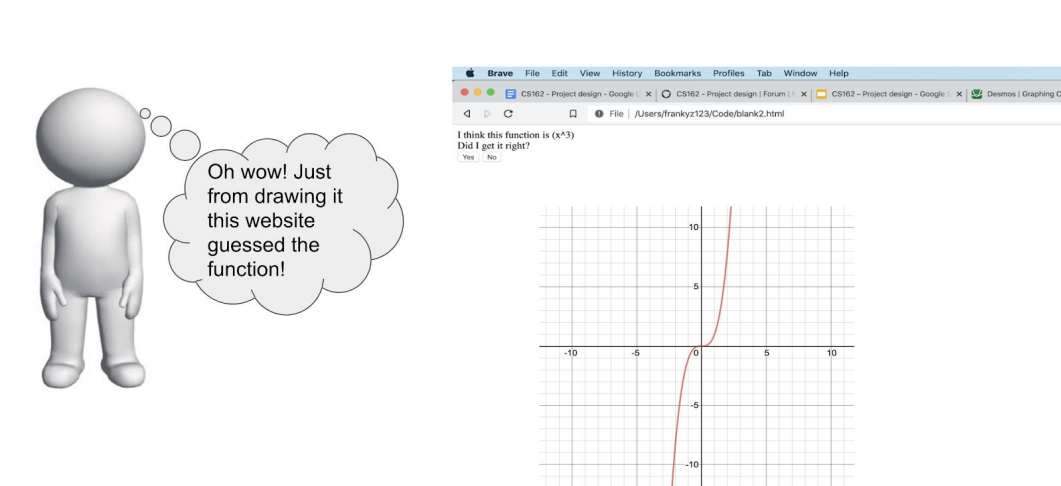 Oh wow! Just
from drawing it
this website
guessed the
function!
Brave File Edit View History Bookmarks Profiles Tab Window Help
CS162 - Project design - Google CS162 - Project design | Forum | CS162 – Project design - Google Desmos | Graphing C
File | /Users/frankyz123/Code/blank2.html
I think this function is (x^3)
Did I get it right?
Yes No
10
5
-10 -5 0 5 10
-5
-10